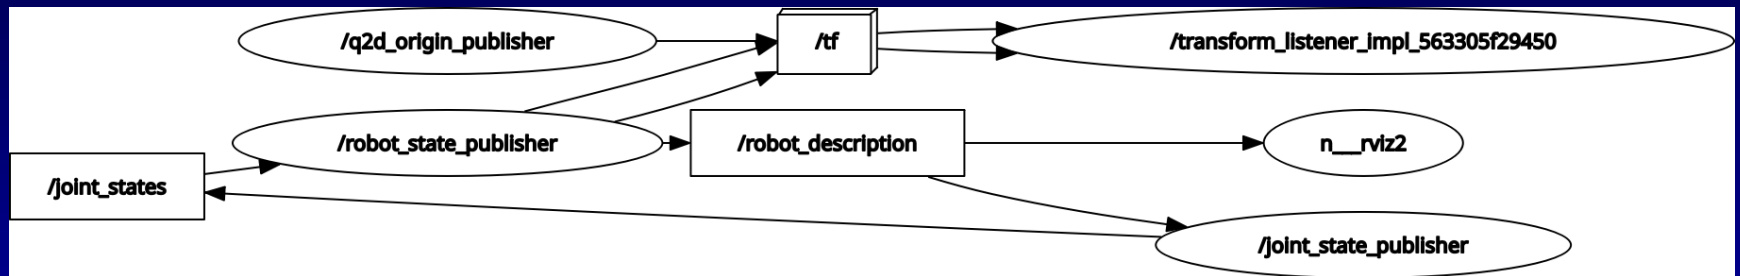 /q2d_origin_publisher
/tf
/transform_listener_impl_563305f29450
/robot_state_publisher
/robot_description
n__rviz2
/joint_states
/joint_state_publisher